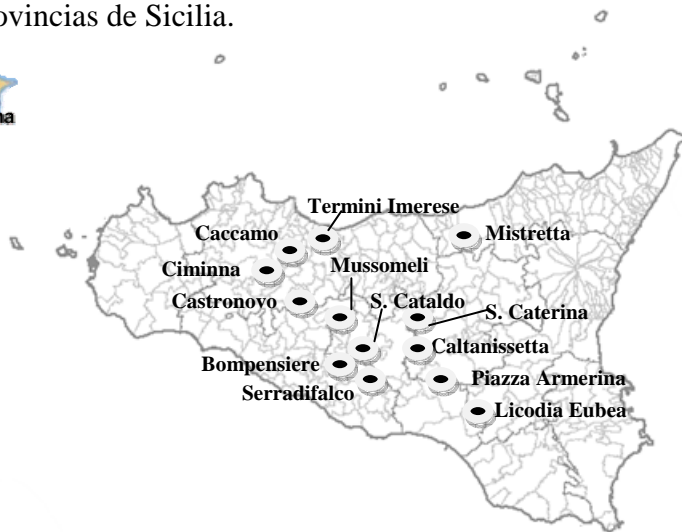 ovincias de Sicilia.
na
Termini Imerese
Caccamo
Mistretta
Ciminna
Mussomeli
Castronovo
S. Cataldo
S. Caterina
Caltanissetta
Bompensiere
Piazza Armerina
Serradifalco
Licodia Eubea